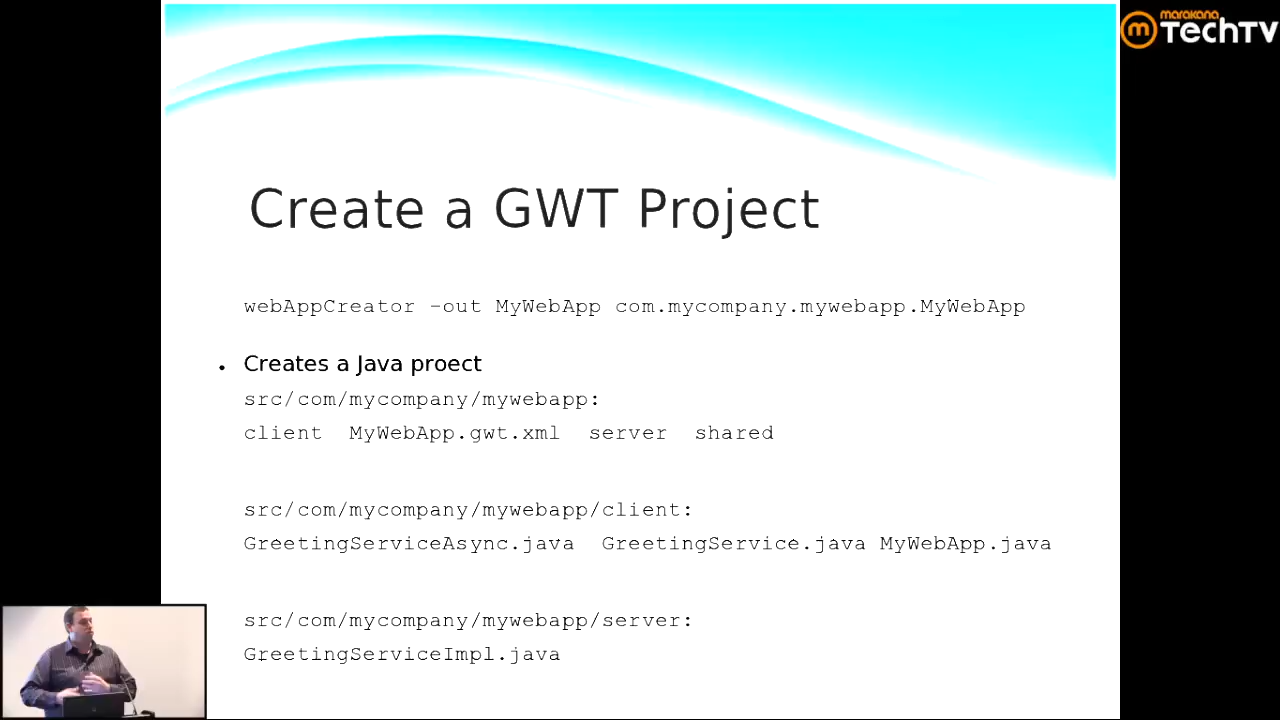 marakana
TechTV
Create a GWT Project
webAppCreator -out MyWebApp com.mycompany.mywebapp.MyWebApp
• Creates a Java proect
src/com/mycompany/mywebapp:
client MyWebApp.gwt.xml server shared
src/com/mycompany/mywebapp/client:
GreetingServiceAsync.java GreetingService.java MyWebApp.java
src/com/mycompany/mywebapp/server:
GreetingServiceImpl.java